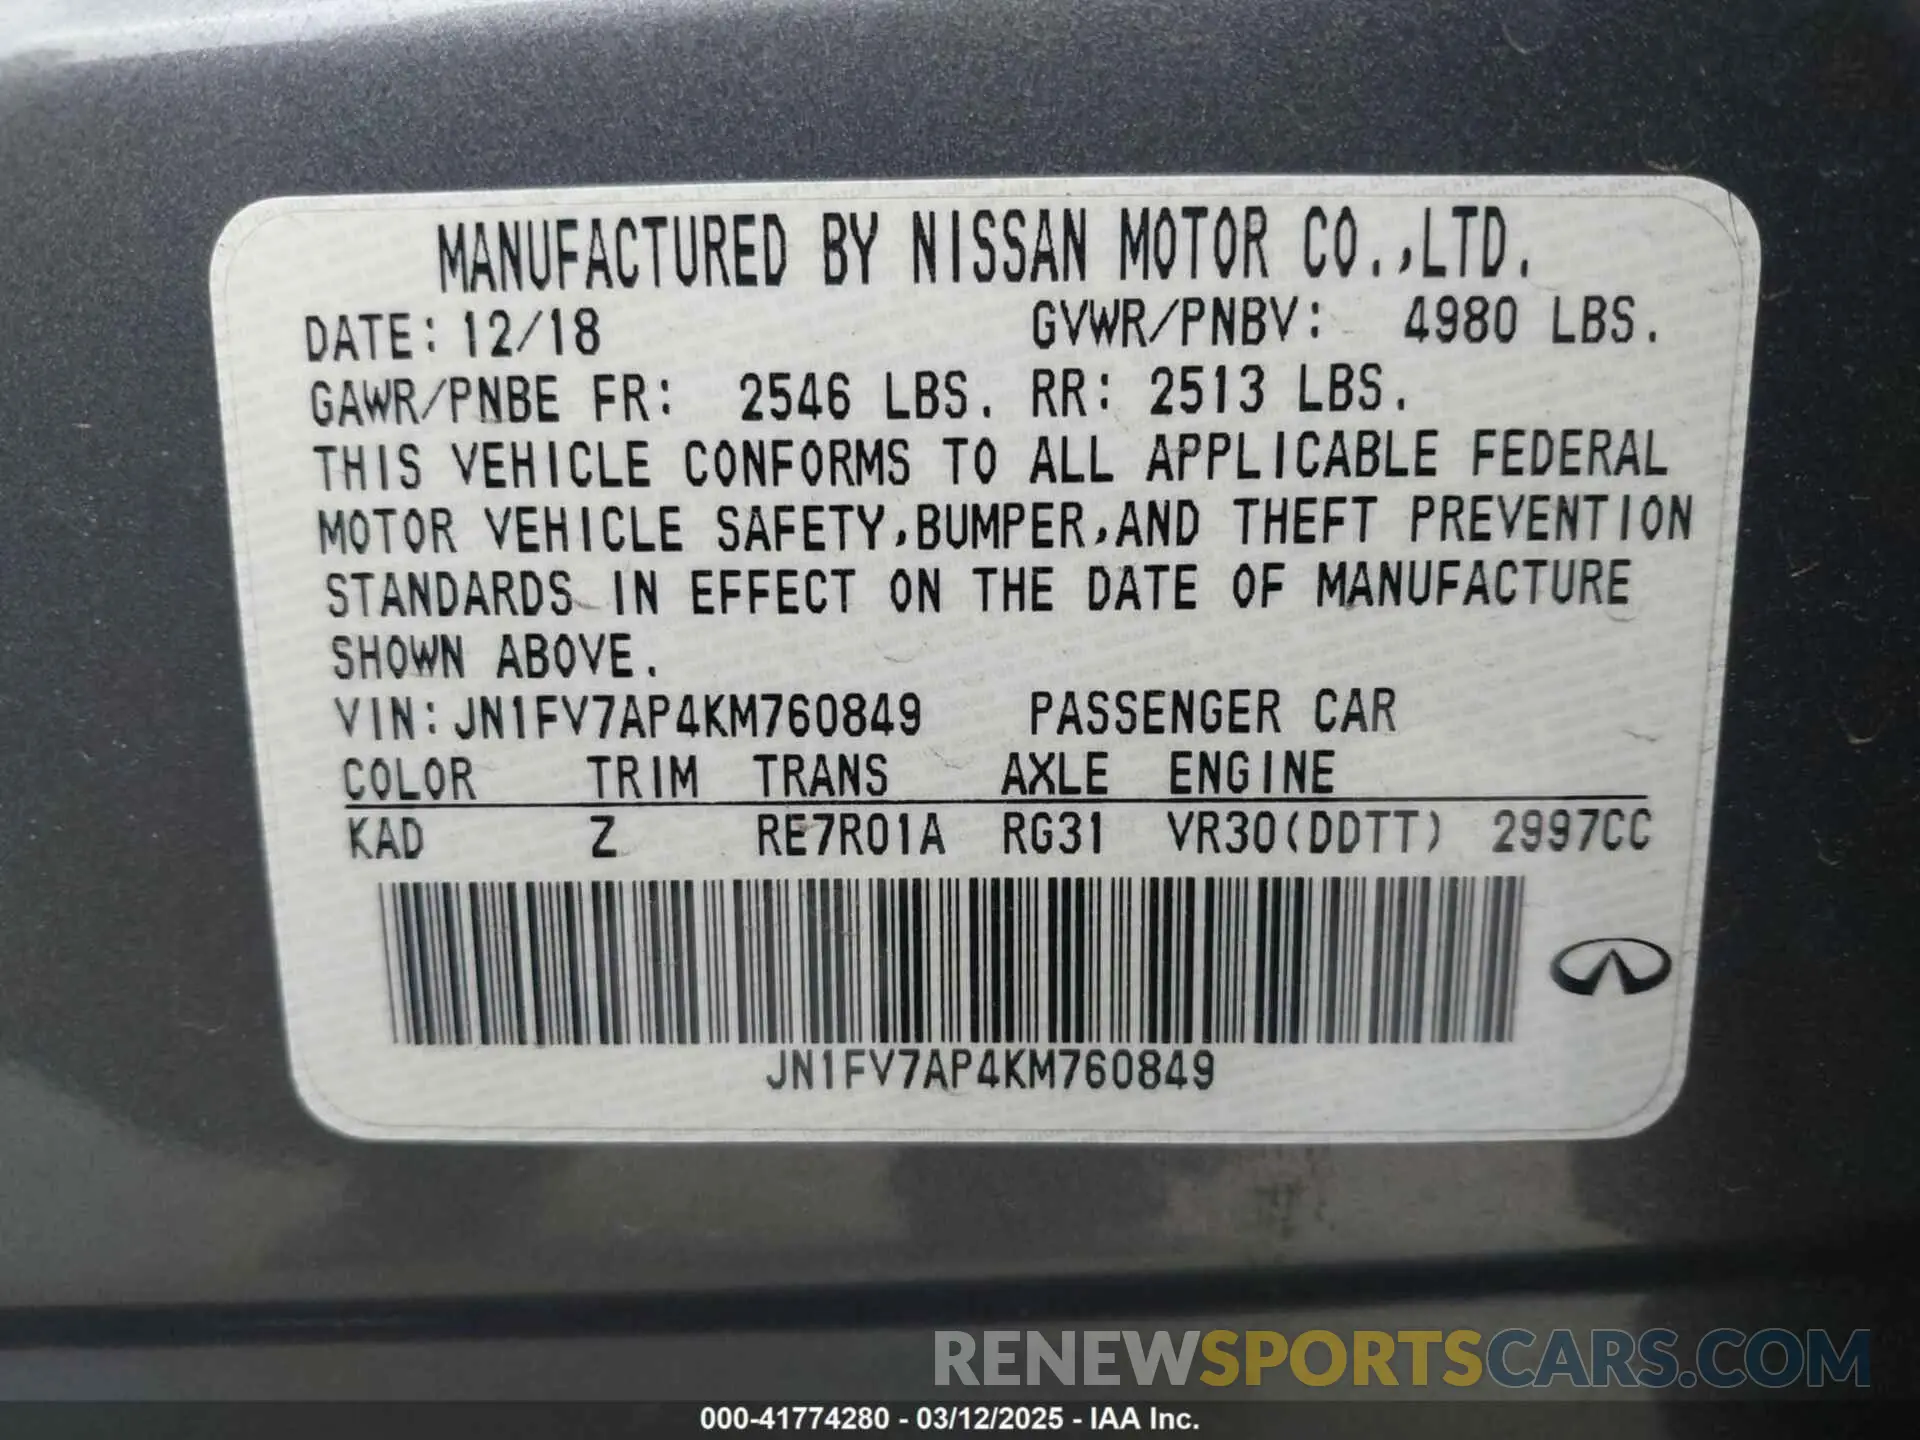 MANUFACTURED BY NISSAN MOTOR CO.,LTD.
DATE: 12/18 GVWR/PNBV: 4980 LBS.
GAWR/PNBE FR: 2546 LBS. RR: 2513 LBS.
THIS VEHICLE CONFORMS TO ALL APPLICABLE FEDERAL
MOTOR VEHICLE SAFETY,BUMPER,AND THEFT PREVENTION
STANDARDS IN EFFECT ON THE DATE OF MANUFACTURE
SHOWN ABOVE.
VIN: JN1FV7AP4KM760849 PASSENGER CAR
COLOR TRIM TRANS AXLE ENGINE
KAD Z RE7R01A RG31 VR30(DDTT) 2997CC
JN1FV7AP4KM760849
RENEWSPORTSCARS.COM
000-41774280 - 03/12/2025 - IAA Inc.